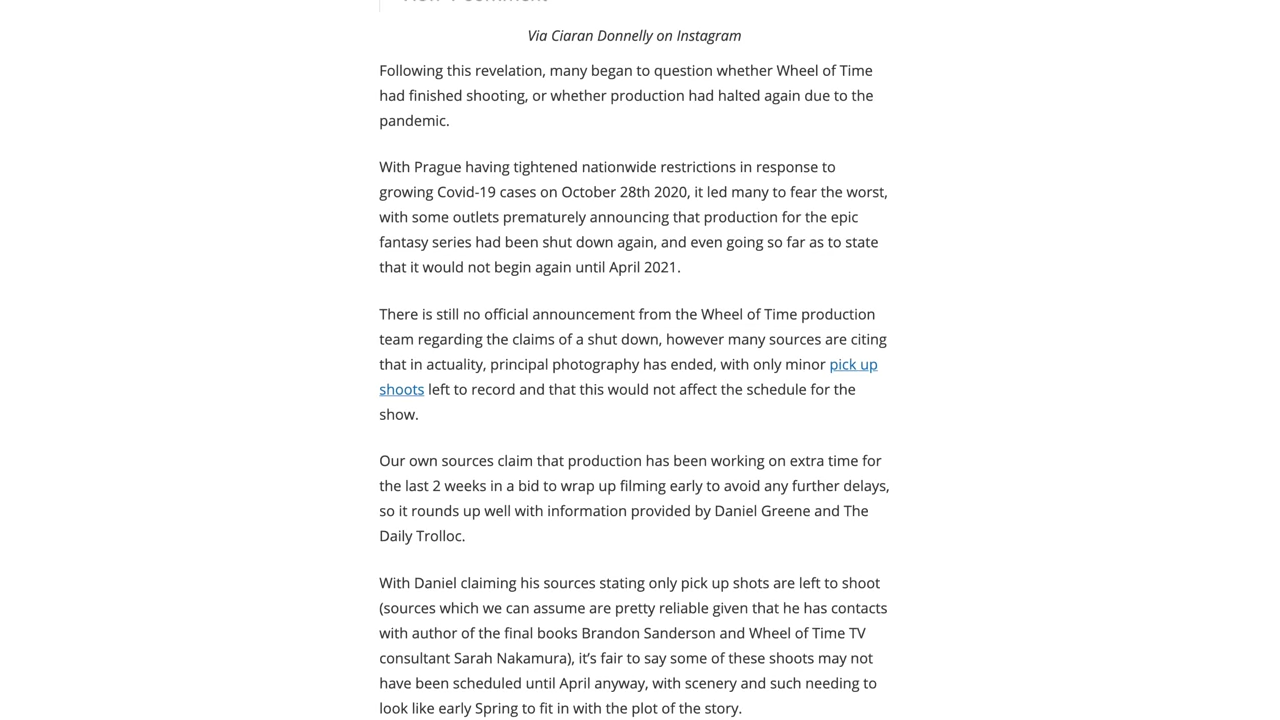 Via Ciaran Donnelly on Instagram
Following this revelation, many began to question whether Wheel of Time
had finished shooting, or whether production had halted again due to the
pandemic.
With Prague having tightened nationwide restrictions in response to
growing Covid-19 cases on October 28th 2020, it led many to fear the worst,
with some outlets prematurely announcing that production for the epic
fantasy series had been shut down again, and even going so far as to state
that it would not begin again until April 2021.
There is still no official announcement from the Wheel of Time production
team regarding the claims of a shut down, however many sources are citing
that in actuality, principal photography has ended, with only minor pick up
shoots left to record and that this would not affect the schedule for the
show.
Our own sources claim that production has been working on extra time for
the last 2 weeks in a bid to wrap up filming early to avoid any further delays,
so it rounds up well with information provided by Daniel Greene and The
Daily Trolloc.
With Daniel claiming his sources stating only pick up shots are left to shoot
(sources which we can assume are pretty reliable given that he has contacts
with author of the final books Brandon Sanderson and Wheel of Time TV
consultant Sarah Nakamura), it’s fair to say some of these shoots may not
have been scheduled until April anyway, with scenery and such needing to
look like early Spring to fit in with the plot of the story.